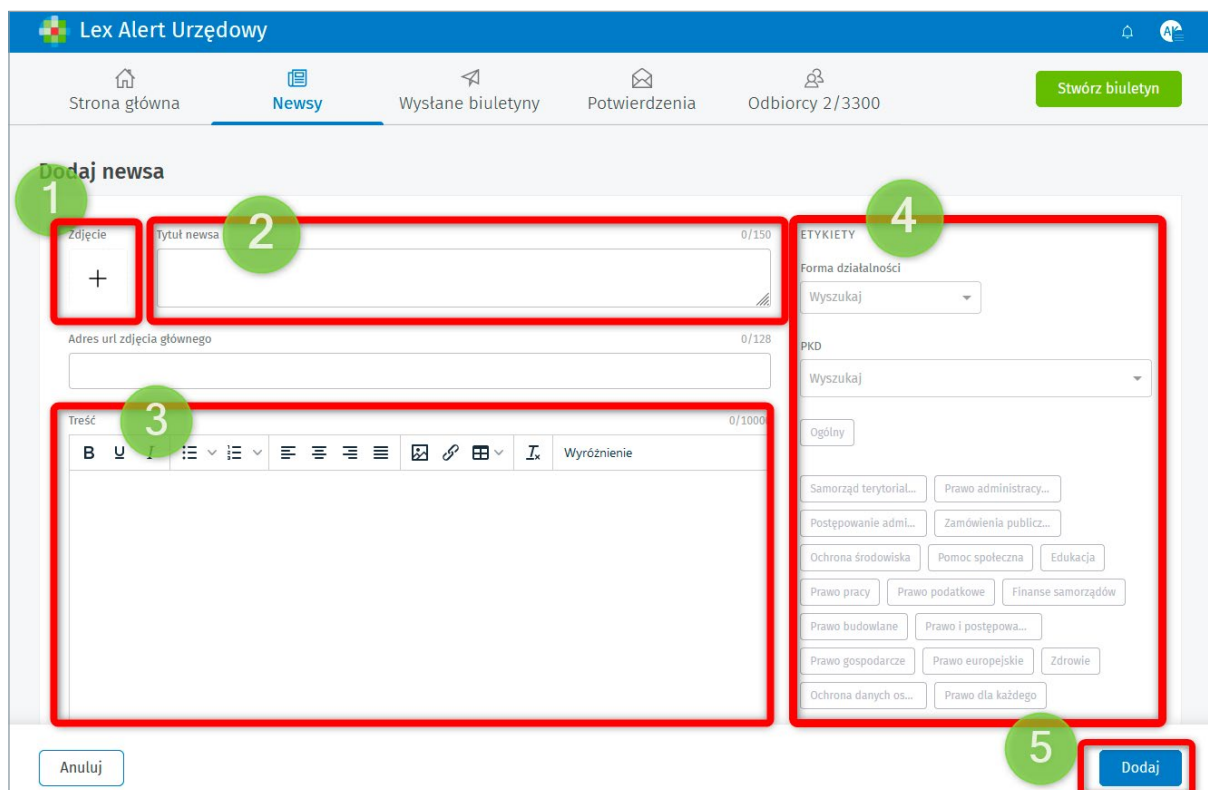 Lex Alert Urzędowy
Strona główna
Newsy
Wysłane biuletyny
Potwierdzenia
Odbiorcy 2/3300
Stwórz biuletyn
Dodaj newsa
1
Zdjęcie
2
Tytuł newsa
0/150
Adres url zdjęcia głównego
0/128
3
Treść
0/10000
B U I
Wyróżnienie
4
ETYKIETY
Forma działalności
Wyszukaj
PKD
Wyszukaj
Ogólny
Samorząd terytorial... Prawo administracy...
Postępowanie admi... Zamówienia publicz...
Ochrona środowiska Pomoc społeczna Edukacja
Prawo pracy Prawo podatkowe Finanse samorządów
Prawo budowlane Prawo i postępowa...
Prawo gospodarcze Prawo europejskie Zdrowie
Ochrona danych os... Prawo dla każdego
Anuluj
5
Dodaj